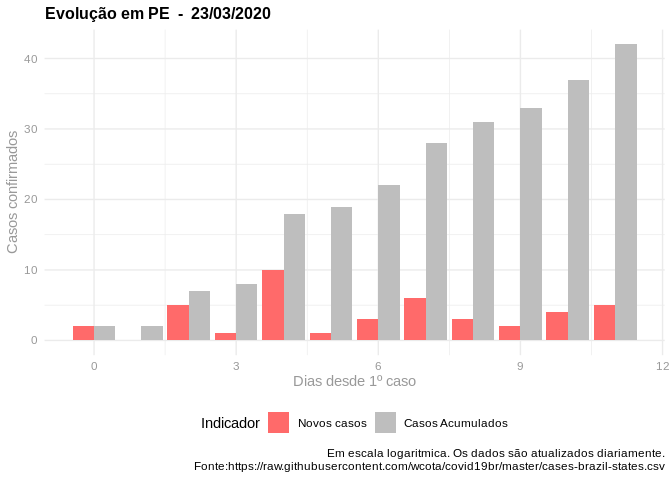 Evolução em PE - 23/03/2020
Casos confirmados
40
30
20
10
0
0 3 6 9 12
Dias desde 1º caso
Indicador Novos casos Casos Acumulados
Em escala logaritmica. Os dados são atualizados diariamente.
Fonte:https://raw.githubusercontent.com/wcota/covid19br/master/cases-brazil-states.csv